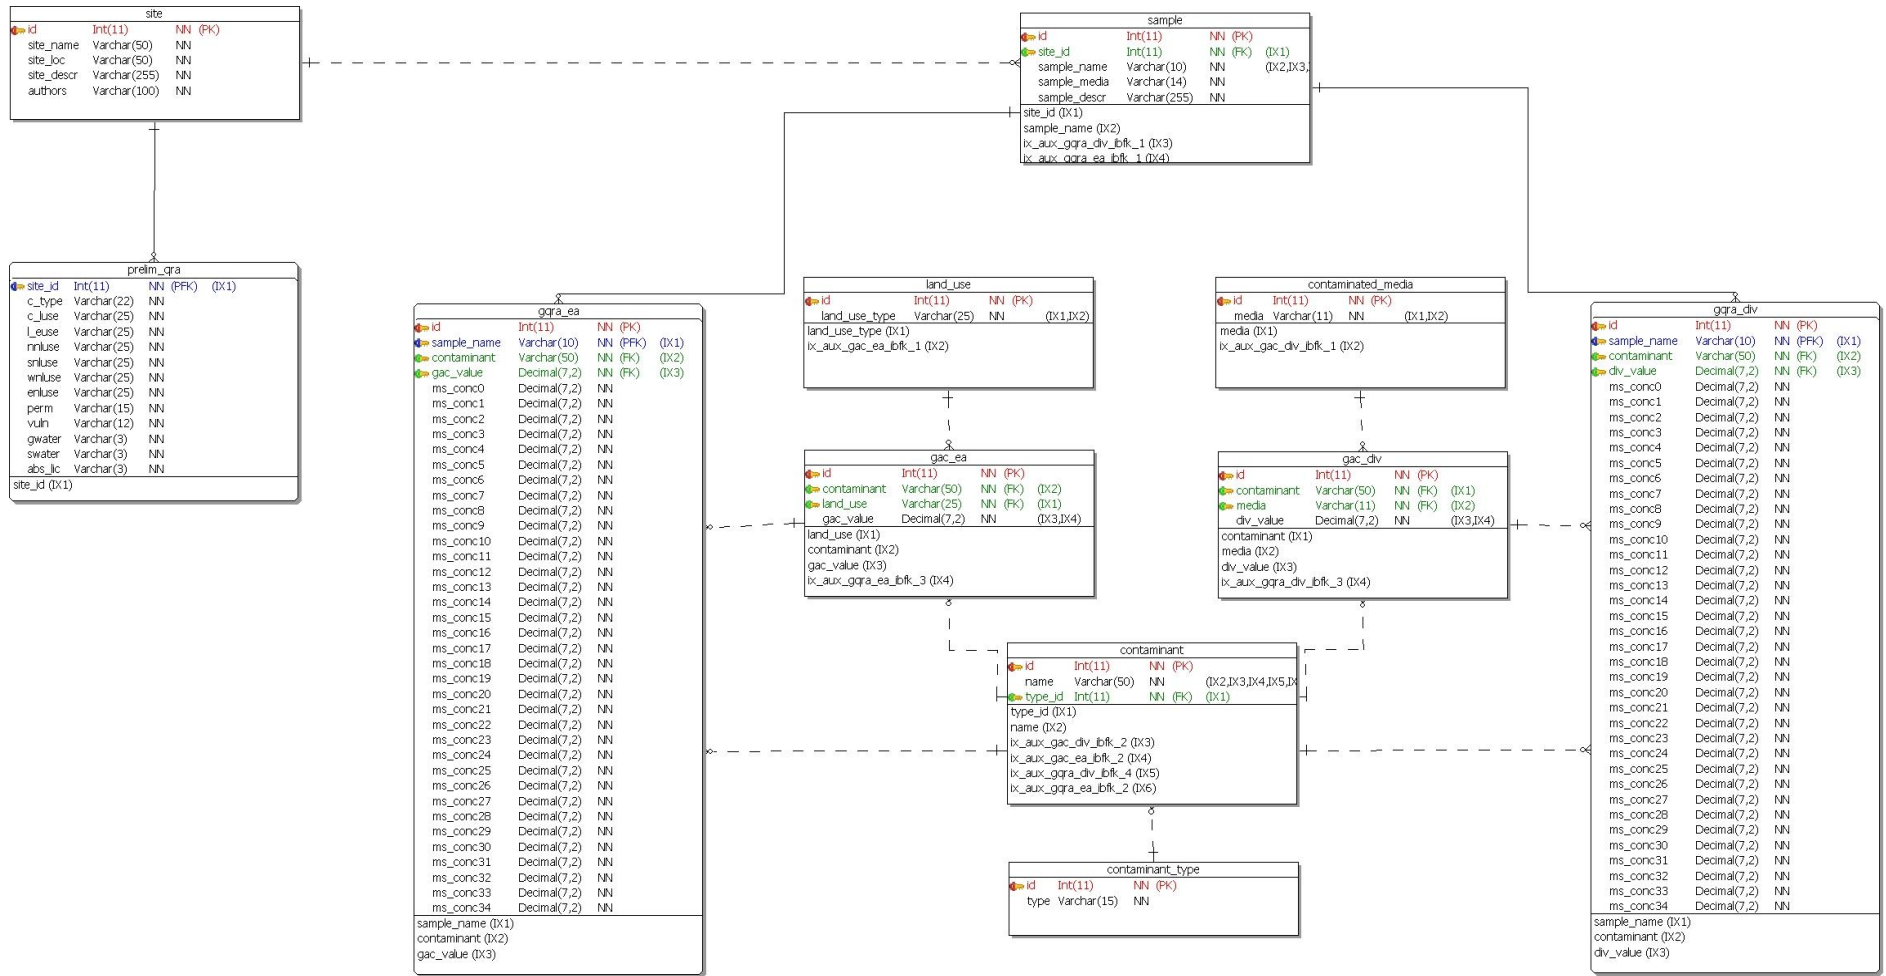 site
id Int(11) NN (PK)
site_name Varchar(50) NN
site_loc Varchar(50) NN
site_descr Varchar(255) NN
authors Varchar(100) NN
sample
id Int(11) NN (PK)
site_id Int(11) NN (FK) (IX1)
sample_name Varchar(10) NN (IX2,IX3,
sample_media Varchar(14) NN
sample_descr Varchar(255) NN
site_id (IX1)
sample_name (IX2)
ix_aux_gqra_div_ibfk_1 (IX3)
ix_aux_gqra_ea_ibfk_1 (IX4)
prelim_qra
site_id Int(11) NN (PFK) (IX1)
c_type Varchar(22) NN
c_luse Varchar(25) NN
l_euse Varchar(25) NN
nnluse Varchar(25) NN
snluse Varchar(25) NN
wnluse Varchar(25) NN
enluse Varchar(25) NN
perm Varchar(15) NN
vuln Varchar(12) NN
gwater Varchar(3) NN
swater Varchar(3) NN
abs_lic Varchar(3) NN
site_id (IX1)
gqra_ea
id Int(11) NN (PK)
sample_name Varchar(10) NN (PFK) (IX1)
contaminant Varchar(50) NN (FK) (IX2)
gac_value Decimal(7,2) NN (FK) (IX3)
ms_conc0 Decimal(7,2) NN
ms_conc1 Decimal(7,2) NN
ms_conc2 Decimal(7,2) NN
ms_conc3 Decimal(7,2) NN
ms_conc4 Decimal(7,2) NN
ms_conc5 Decimal(7,2) NN
ms_conc6 Decimal(7,2) NN
ms_conc7 Decimal(7,2) NN
ms_conc8 Decimal(7,2) NN
ms_conc9 Decimal(7,2) NN
ms_conc10 Decimal(7,2) NN
ms_conc11 Decimal(7,2) NN
ms_conc12 Decimal(7,2) NN
ms_conc13 Decimal(7,2) NN
ms_conc14 Decimal(7,2) NN
ms_conc15 Decimal(7,2) NN
ms_conc16 Decimal(7,2) NN
ms_conc17 Decimal(7,2) NN
ms_conc18 Decimal(7,2) NN
ms_conc19 Decimal(7,2) NN
ms_conc20 Decimal(7,2) NN
ms_conc21 Decimal(7,2) NN
ms_conc22 Decimal(7,2) NN
ms_conc23 Decimal(7,2) NN
ms_conc24 Decimal(7,2) NN
ms_conc25 Decimal(7,2) NN
ms_conc26 Decimal(7,2) NN
ms_conc27 Decimal(7,2) NN
ms_conc28 Decimal(7,2) NN
ms_conc29 Decimal(7,2) NN
ms_conc30 Decimal(7,2) NN
ms_conc31 Decimal(7,2) NN
ms_conc32 Decimal(7,2) NN
ms_conc33 Decimal(7,2) NN
ms_conc34 Decimal(7,2) NN
sample_name (IX1)
contaminant (IX2)
gac_value (IX3)
land_use
id Int(11) NN (PK)
land_use_type Varchar(25) NN (IX1,IX2)
land_use_type (IX1)
ix_aux_gac_ea_ibfk_1 (IX2)
contaminated_media
id Int(11) NN (PK)
media Varchar(11) NN (IX1,IX2)
media (IX1)
ix_aux_gac_div_ibfk_1 (IX2)
gac_ea
id Int(11) NN (PK)
contaminant Varchar(50) NN (FK) (IX2)
land_use Varchar(25) NN (FK) (IX1)
gac_value Decimal(7,2) NN (IX3,IX4)
land_use (IX1)
contaminant (IX2)
gac_value (IX3)
ix_aux_gqra_ea_ibfk_3 (IX4)
gac_div
id Int(11) NN (PK)
contaminant Varchar(50) NN (FK) (IX1)
media Varchar(11) NN (FK) (IX2)
div_value Decimal(7,2) NN (IX3,IX4)
contaminant (IX1)
media (IX2)
div_value (IX3)
ix_aux_gqra_div_ibfk_3 (IX4)
contaminant
id Int(11) NN (PK)
name Varchar(50) NN (IX2,IX3,IX4,IX5,IX
type_id Int(11) NN (FK) (IX1)
type_id (IX1)
name (IX2)
ix_aux_gac_div_ibfk_2 (IX3)
ix_aux_gac_ea_ibfk_2 (IX4)
ix_aux_gqra_div_ibfk_4 (IX5)
ix_aux_gqra_ea_ibfk_2 (IX6)
contaminant_type
id Int(11) NN (PK)
type Varchar(15) NN
gqra_div
id Int(11) NN (PK)
sample_name Varchar(10) NN (PFK) (IX1)
contaminant Varchar(50) NN (FK) (IX2)
div_value Decimal(7,2) NN (FK) (IX3)
ms_conc0 Decimal(7,2) NN
ms_conc1 Decimal(7,2) NN
ms_conc2 Decimal(7,2) NN
ms_conc3 Decimal(7,2) NN
ms_conc4 Decimal(7,2) NN
ms_conc5 Decimal(7,2) NN
ms_conc6 Decimal(7,2) NN
ms_conc7 Decimal(7,2) NN
ms_conc8 Decimal(7,2) NN
ms_conc9 Decimal(7,2) NN
ms_conc10 Decimal(7,2) NN
ms_conc11 Decimal(7,2) NN
ms_conc12 Decimal(7,2) NN
ms_conc13 Decimal(7,2) NN
ms_conc14 Decimal(7,2) NN
ms_conc15 Decimal(7,2) NN
ms_conc16 Decimal(7,2) NN
ms_conc17 Decimal(7,2) NN
ms_conc18 Decimal(7,2) NN
ms_conc19 Decimal(7,2) NN
ms_conc20 Decimal(7,2) NN
ms_conc21 Decimal(7,2) NN
ms_conc22 Decimal(7,2) NN
ms_conc23 Decimal(7,2) NN
ms_conc24 Decimal(7,2) NN
ms_conc25 Decimal(7,2) NN
ms_conc26 Decimal(7,2) NN
ms_conc27 Decimal(7,2) NN
ms_conc28 Decimal(7,2) NN
ms_conc29 Decimal(7,2) NN
ms_conc30 Decimal(7,2) NN
ms_conc31 Decimal(7,2) NN
ms_conc32 Decimal(7,2) NN
ms_conc33 Decimal(7,2) NN
ms_conc34 Decimal(7,2) NN
sample_name (IX1)
contaminant (IX2)
div_value (IX3)